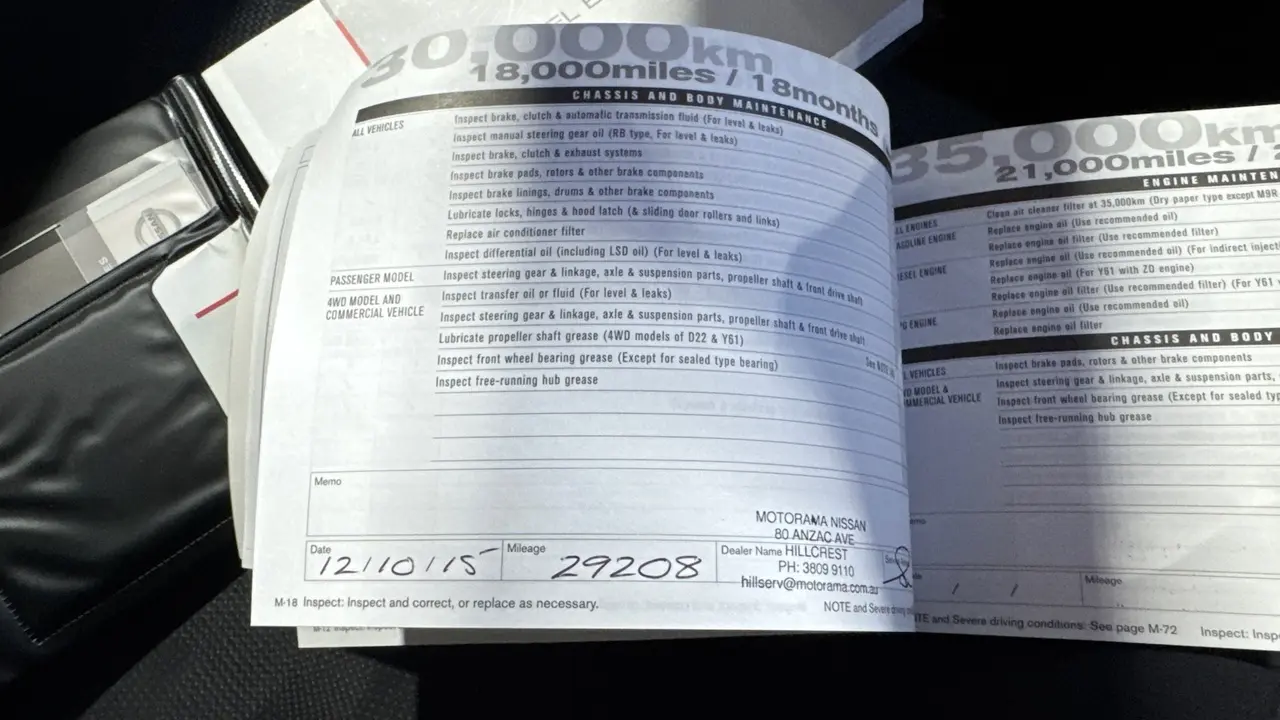 30,000km
18,000miles / 18months
CHASSIS AND BODY MAINTENANCE
ALL VEHICLES
Inspect brake, clutch & automatic transmission fluid (For level & leaks)
Inspect manual steering gear oil (RB type, For level & leaks)
Inspect brake, clutch & exhaust systems
Inspect brake pads, rotors & other brake components
Inspect brake linings, drums & other brake components
Lubricate locks, hinges & hood latch (& sliding door rollers and links)
Replace air conditioner filter
Inspect differential oil (including LSD oil) (For level & leaks)
PASSENGER MODEL
Inspect steering gear & linkage, axle & suspension parts, propeller shaft & front drive shaft
4WD MODEL AND
COMMERCIAL VEHICLE
Inspect transfer oil or fluid (For level & leaks)
Inspect steering gear & linkage, axle & suspension parts, propeller shaft & front drive shaft
Lubricate propeller shaft grease (4WD models of D22 & Y61)
Inspect front wheel bearing grease (Except for sealed type bearing)
See NOTE
Inspect free-running hub grease
Memo
MOTORAMA NISSAN
80 ANZAC AVE
Date 12/10/15
Mileage 29208
Dealer Name HILLCREST
PH: 3809 9110
hillserv@motorama.com.au
M-18 Inspect: Inspect and correct, or replace as necessary.
NOTE and Severe driving
35,000km
21,000miles / 2
ENGINE MAINTEN
Clean air cleaner filter at 35,000km (Dry paper type except M9R
Replace engine oil (Use recommended oil)
Replace engine oil filter (Use recommended filter)
Replace engine oil (Use recommended oil) (For indirect inject
Replace engine oil (For Y61 with ZD engine)
Replace engine oil filter (Use recommended filter) (For Y61
Replace engine oil (Use recommended oil)
Replace engine oil filter
CHASSIS AND BODY
VEHICLES
Inspect brake pads, rotors & other brake components
MODEL &
VEHICLE
Inspect steering gear & linkage, axle & suspension parts,
Inspect front wheel bearing grease (Except for sealed typ
Inspect free-running hub grease
/ /
Mileage
and Severe driving conditions: See page M-72
Inspect: Insp